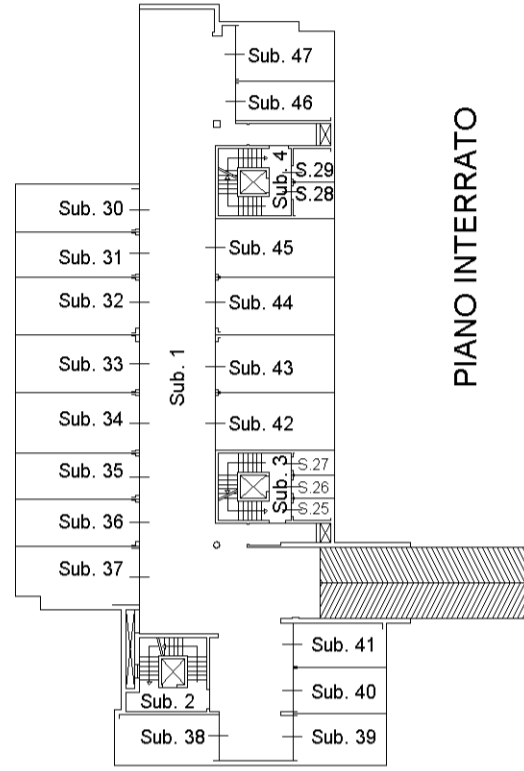 Sub. 47
Sub. 46
Sub. 4
S.29
S.28
Sub. 30
Sub. 31
Sub. 32
Sub. 33
Sub. 34
Sub. 35
Sub. 36
Sub. 37
Sub. 1
Sub. 45
Sub. 44
Sub. 43
Sub. 42
Sub. 3
S.27
S.26
S.25
Sub. 41
Sub. 40
Sub. 39
Sub. 2
Sub. 38
PIANO INTERRATO